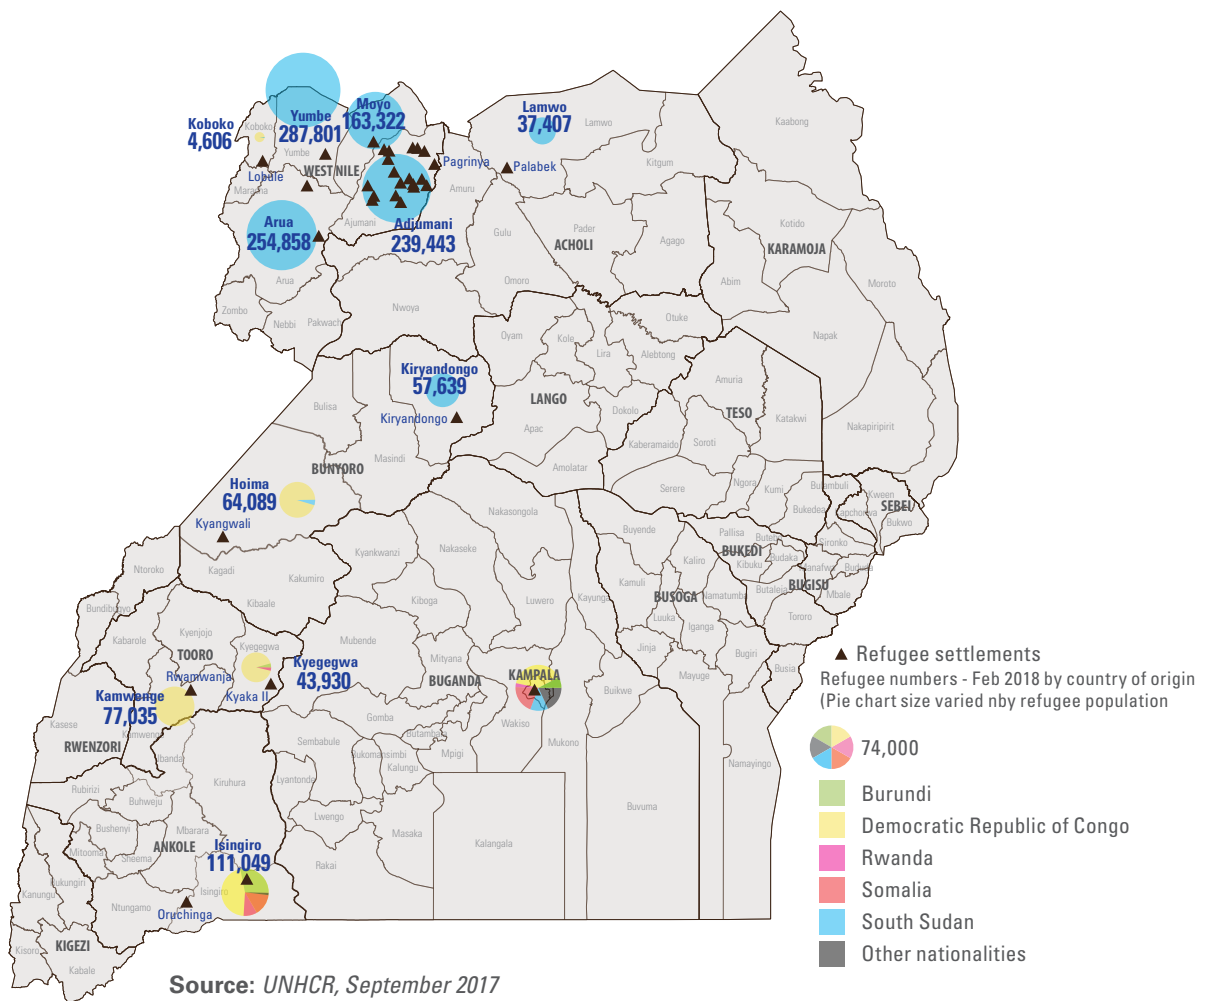 Kaabong
Moyo
163,322
Lamwo
37,407
Yumbe
287,801
Koboko
4,606
Koboko
Lamwo
Yumbe
WEST NILE
Kitgum
Pagrinya
Palabek
Lobule
Maracha
Amuru
Arua
254,858
Ajumani
Adjumani
239,443
Gulu
Pader
ACHOLI
Agago
Kotido
KARAMOJA
Arua
Omoro
Abim
Moroto
Zombo
Nebbi
Pakwach
Nwoya
Otuke
Oyam
Kole
Lira
Alebtong
Napak
Kiryandongo
57,639
Kiryandongo
LANGO
Amuria
TESO
Katakwi
Bulisa
Dokolo
Apac
Kaberamaido
Soroti
Nakapiripirit
Masindi
BUNYORO
Amolatar
Hoima
64,089
Serere
Ngora
Kumi
Bulambuli
Kween
SEBEI
Kapchorwa
Bukwo
Bukedea
Nakasongola
Kyangwali
Buyende
Pallisa
Butebo
Sironko
Kyankwanzi
Nakaseke
BUKEDI
Budaka
Kibuku
Kaliro
Manafwa
Bududa
Ntoroko
Kagadi
Kakumiro
Kamuli
BUGISU
Butaleja
Mbale
BUSOGA
Namatumba
Bundibugyo
Kibaale
Kiboga
Luwero
Kayunga
Luuka
Iganga
Tororo
Kabarole
Kyenjojo
Kyegegwa
Mubende
Mityana
Jinja
Bugiri
Busia
TOORO
Kyegegwa
43,930
Rwamwanja
Kyaka II
BUGANDA
KAMPALA
Buikwe
Mayuge
Kamwenge
77,035
Kasese
Kamwenge
RWENZORI
Gomba
Butambala
Wakiso
Mukono
Sembabule
Bukomansimbi
Mpigi
Kalungu
Ibanda
Kiruhura
Lyantonde
Namayingo
Rubirizi
Buhweju
Lwengo
Buvuma
Bushenyi
Mbarara
Masaka
Mitooma
Sheema
ANKOLE
Isingiro
111,049
Kalangala
Rakai
Rukungiri
Kanungu
Isingiro
Ntungamo
Oruchinga
KIGEZI
Kisoro
Kabale
Refugee settlements
Refugee numbers - Feb 2018 by country of origin
(Pie chart size varied nby refugee population
74,000
Burundi
Democratic Republic of Congo
Rwanda
Somalia
South Sudan
Other nationalities
Source: UNHCR, September 2017